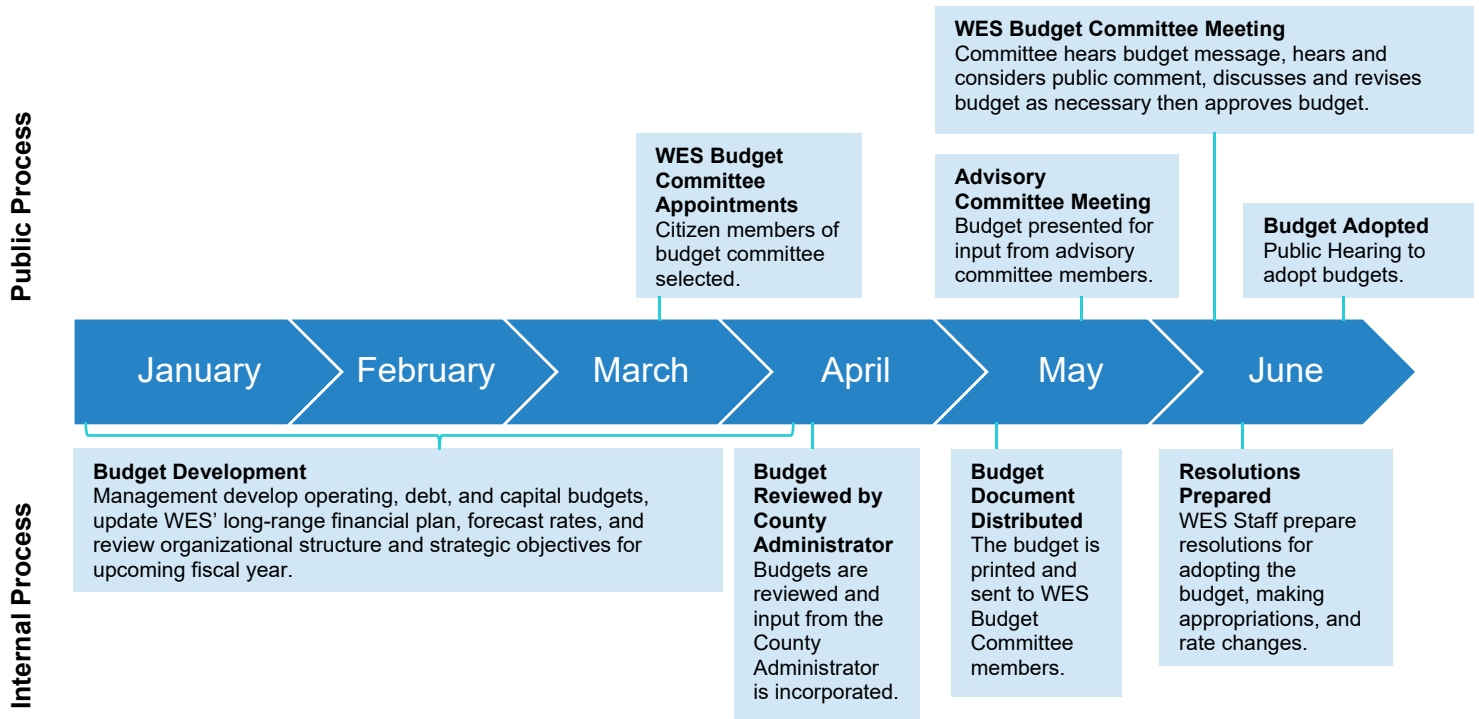 Public Process
WES Budget Committee Meeting
Committee hears budget message, hears and
considers public comment, discusses and revises
budget as necessary then approves budget.
WES Budget
Committee
Appointments
Citizen members of
budget committee
selected.
Advisory
Committee Meeting
Budget presented for
input from advisory
committee members.
Budget Adopted
Public Hearing to
adopt budgets.
January
February
March
April
May
June
Internal Process
Budget Development
Management develop operating, debt, and capital budgets,
update WES’ long-range financial plan, forecast rates, and
review organizational structure and strategic objectives for
upcoming fiscal year.
Budget
Reviewed by
County
Administrator
Budgets are
reviewed and
input from the
County
Administrator
is incorporated.
Budget
Document
Distributed
The budget is
printed and
sent to WES
Budget
Committee
members.
Resolutions
Prepared
WES Staff prepare
resolutions for
adopting the
budget, making
appropriations, and
rate changes.